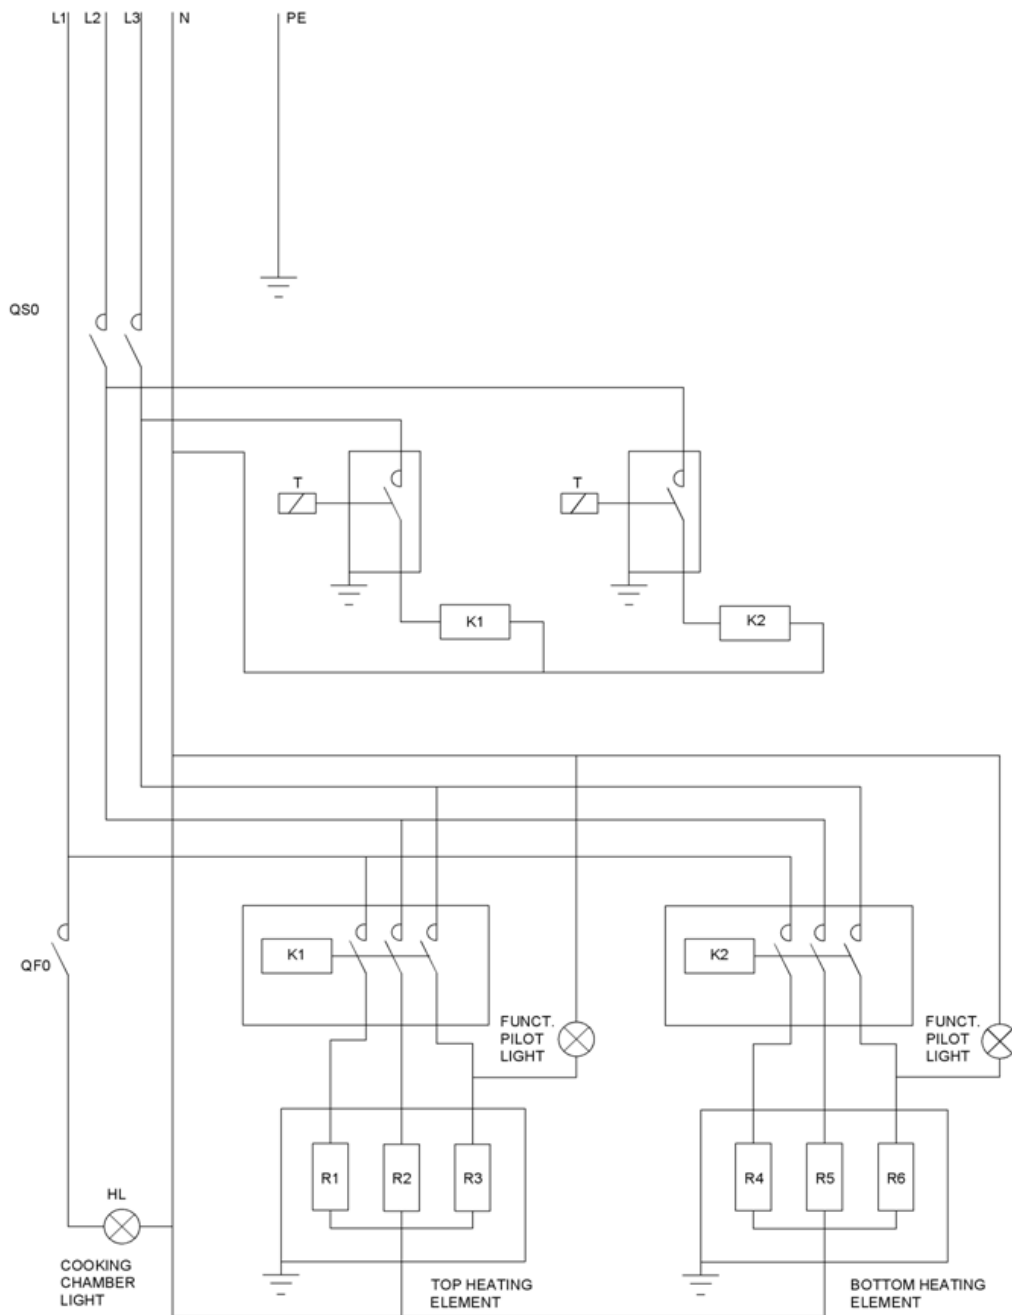 L1 L2 L3 N PE
QS0
T T
K1 K2
QF0
K1 K2
FUNCT.
PILOT
LIGHT
FUNCT.
PILOT
LIGHT
R1 R2 R3 R4 R5 R6
HL
COOKING
CHAMBER
LIGHT
TOP HEATING
ELEMENT
BOTTOM HEATING
ELEMENT